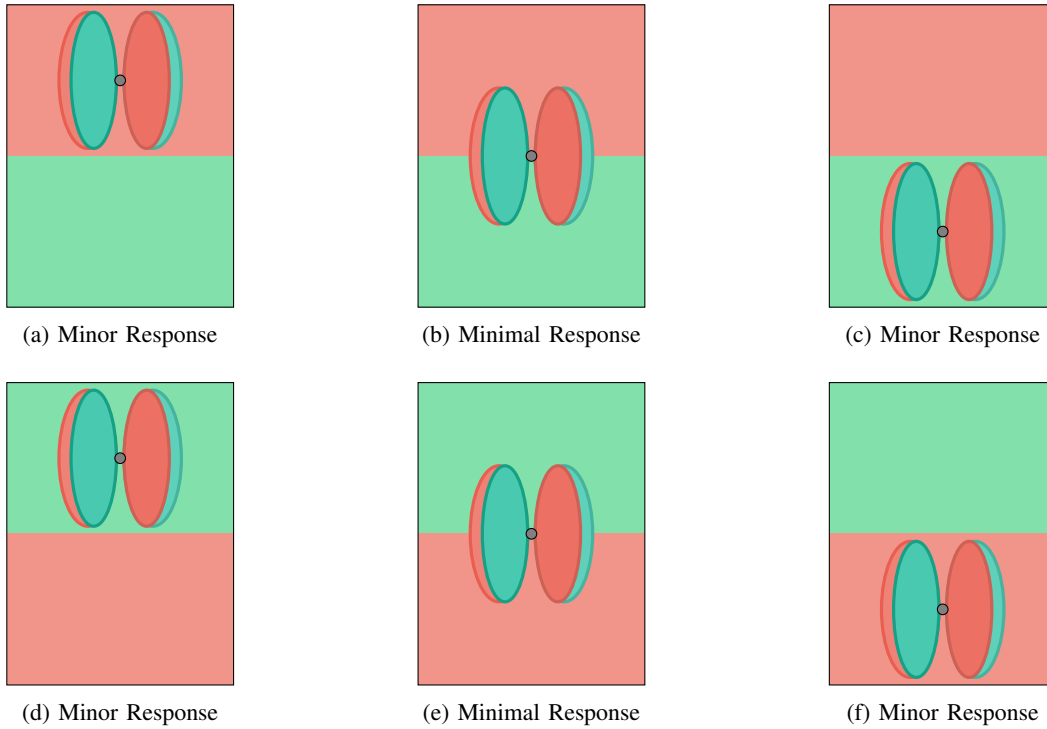 (a) Minor Response
(b) Minimal Response
(c) Minor Response
(d) Minor Response
(e) Minimal Response
(f) Minor Response